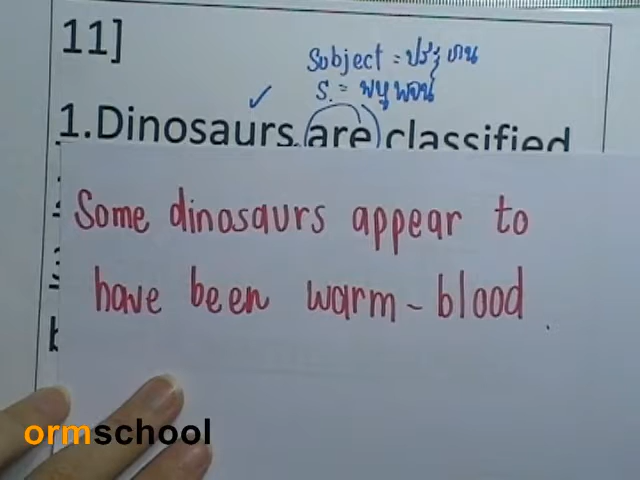 11]
Subject = ประธาน
S. = พหูพจน์
1.Dinosaurs are classified
Some dinosaurs appear to
have been warm - blood .
ormschool